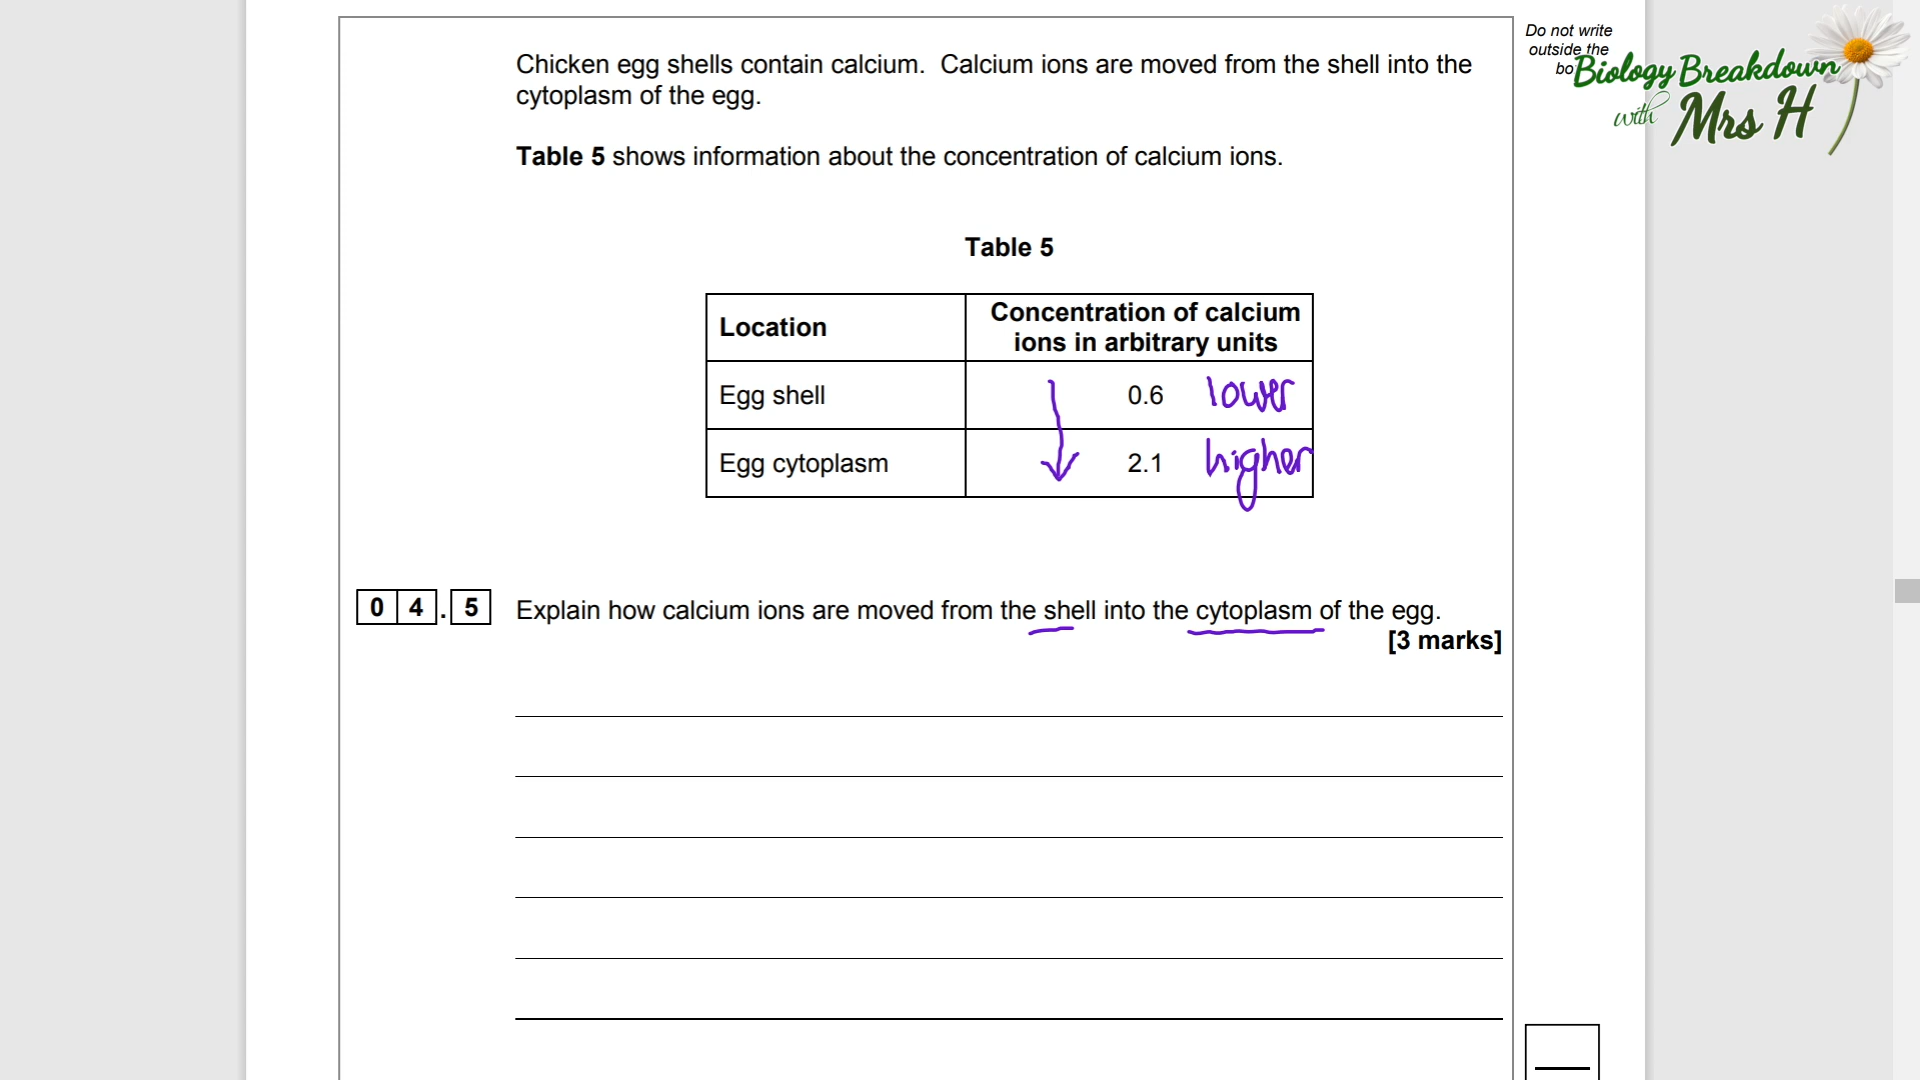 Do not write
outside the
bo
Biology Breakdown
with Mrs H
Chicken egg shells contain calcium.  Calcium ions are moved from the shell into the
cytoplasm of the egg.
Table 5 shows information about the concentration of calcium ions.
Table 5
Location
Concentration of calcium
ions in arbitrary units
Egg shell 0.6 lower
Egg cytoplasm 2.1 higher
04.5 Explain how calcium ions are moved from the shell into the cytoplasm of the egg.
[3 marks]